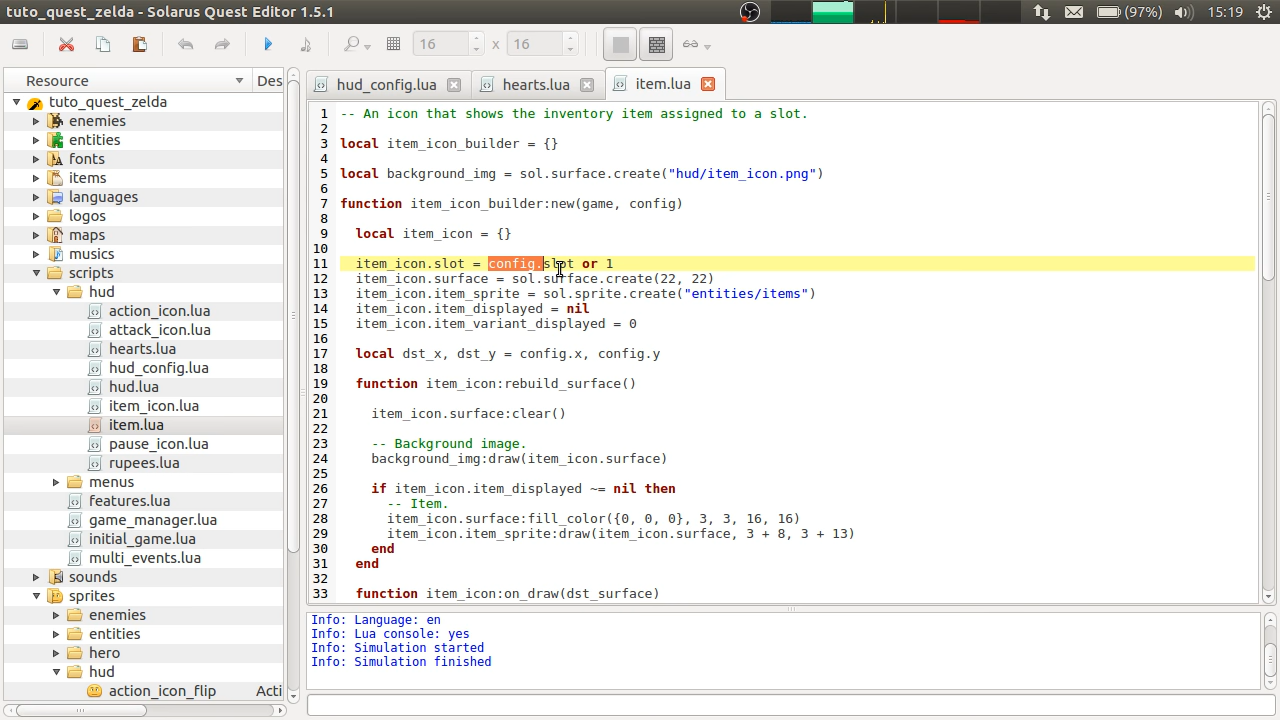 tuto_quest_zelda - Solarus Quest Editor 1.5.1
(97%)
15:19
16 x 16
Resource
Des
tuto_quest_zelda
enemies
entities
fonts
items
languages
logos
maps
musics
scripts
hud
action_icon.lua
attack_icon.lua
hearts.lua
hud_config.lua
hud.lua
item_icon.lua
item.lua
pause_icon.lua
rupees.lua
menus
features.lua
game_manager.lua
initial_game.lua
multi_events.lua
sounds
sprites
enemies
entities
hero
hud
action_icon_flip Acti
hud_config.lua
hearts.lua
item.lua
1 -- An icon that shows the inventory item assigned to a slot.
2
3 local item_icon_builder = {}
4
5 local background_img = sol.surface.create("hud/item_icon.png")
6
7 function item_icon_builder:new(game, config)
8
9 local item_icon = {}
10
11 item_icon.slot = config.slot or 1
12 item_icon.surface = sol.surface.create(22, 22)
13 item_icon.item_sprite = sol.sprite.create("entities/items")
14 item_icon.item_displayed = nil
15 item_icon.item_variant_displayed = 0
16
17 local dst_x, dst_y = config.x, config.y
18
19 function item_icon:rebuild_surface()
20
21 item_icon.surface:clear()
22
23 -- Background image.
24 background_img:draw(item_icon.surface)
25
26 if item_icon.item_displayed ~= nil then
27 -- Item.
28 item_icon.surface:fill_color({0, 0, 0}, 3, 3, 16, 16)
29 item_icon.item_sprite:draw(item_icon.surface, 3 + 8, 3 + 13)
30 end
31 end
32
33 function item_icon:on_draw(dst_surface)
Info: Language: en
Info: Lua console: yes
Info: Simulation started
Info: Simulation finished